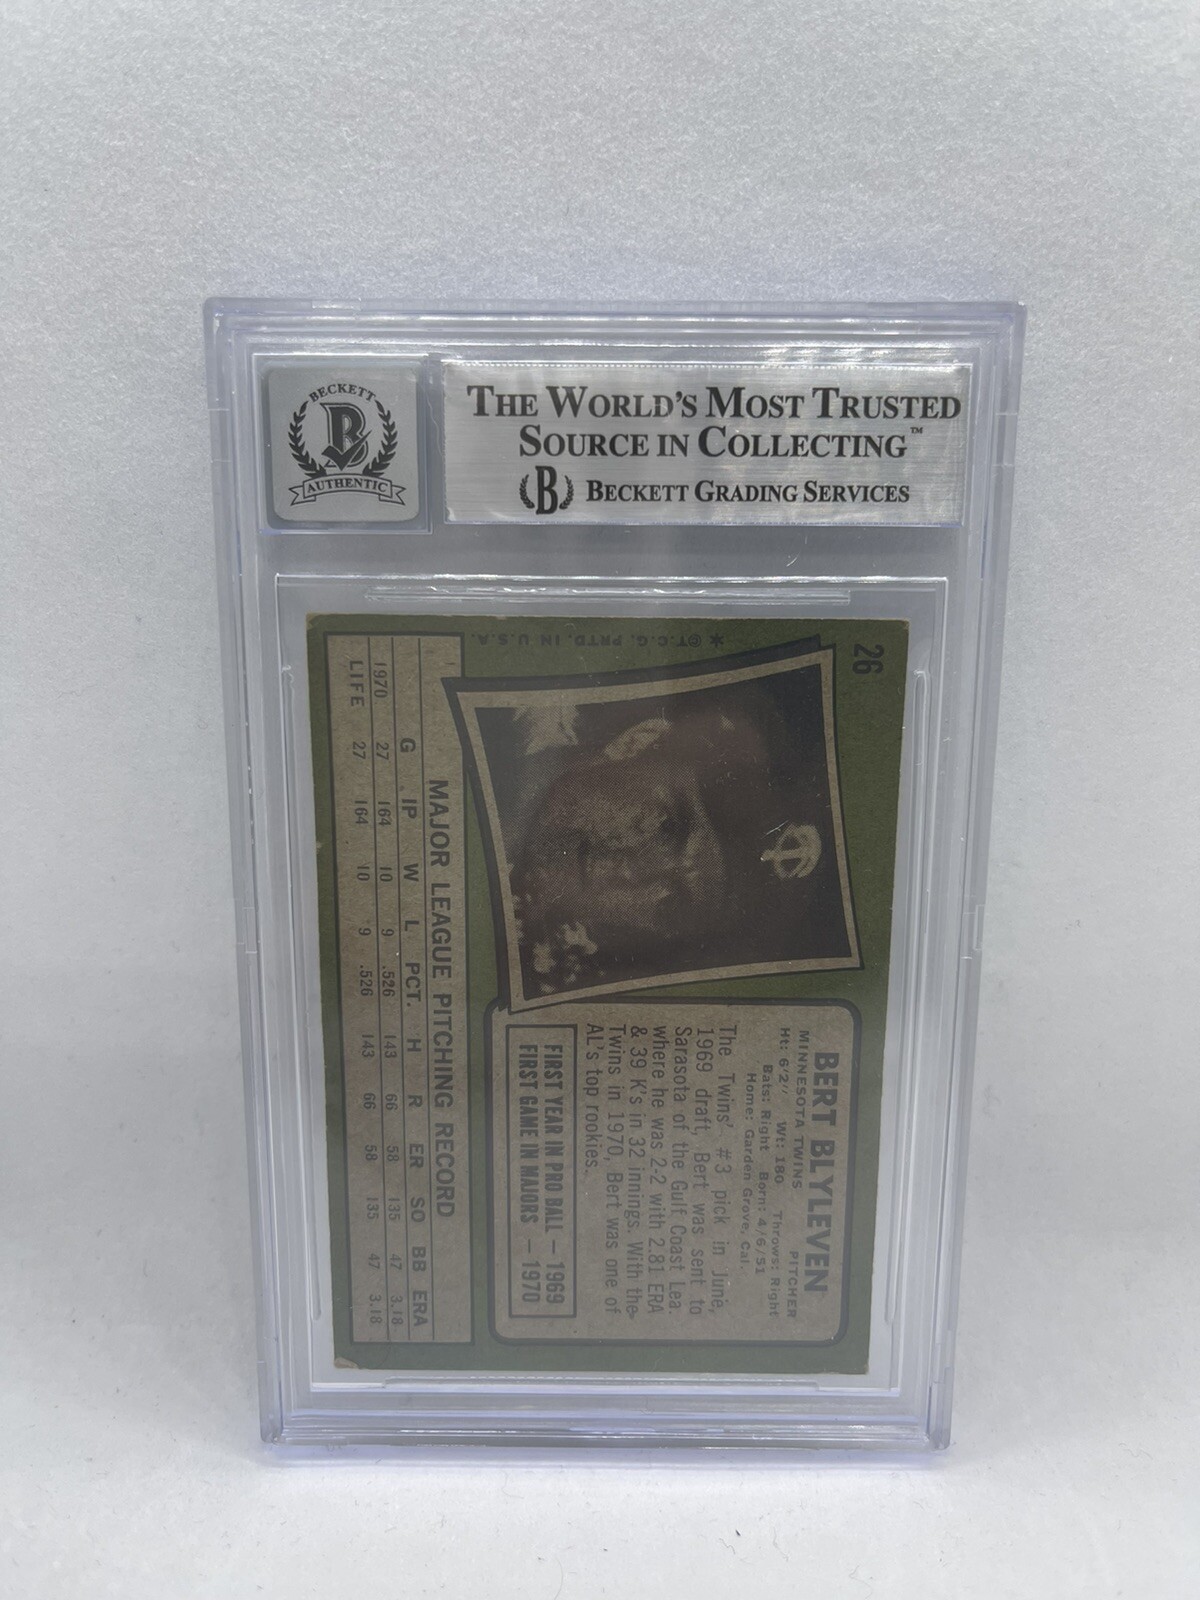 BECKETT
B
AUTHENTIC
THE WORLD'S MOST TRUSTED
SOURCE IN COLLECTING™
B BECKETT GRADING SERVICES
26
BERT BLYLEVEN
MINNESOTA TWINS PITCHER
Ht: 6'2" Wt: 180 Throws: Right
Bats: Right Born: 4/6/51
Home: Garden Grove, Cal.
The Twins' #3 pick in June,
1969 draft, Bert was sent to
Sarasota of the Gulf Coast Lea.
where he was 2-2 with 2.81 ERA
& 39 K's in 32 innings. With the
Twins in 1970, Bert was one of
AL's top rookies.
FIRST YEAR IN PRO BALL — 1969
FIRST GAME IN MAJORS — 1970
MAJOR LEAGUE PITCHING RECORD
G IP W L PCT. H R ER SO BB ERA
1970 27 164 10 9 .526 143 66 58 135 47 3.18
LIFE 27 164 10 9 .526 143 66 58 135 47 3.18
*©T.C.G. PRTD. IN U.S.A.